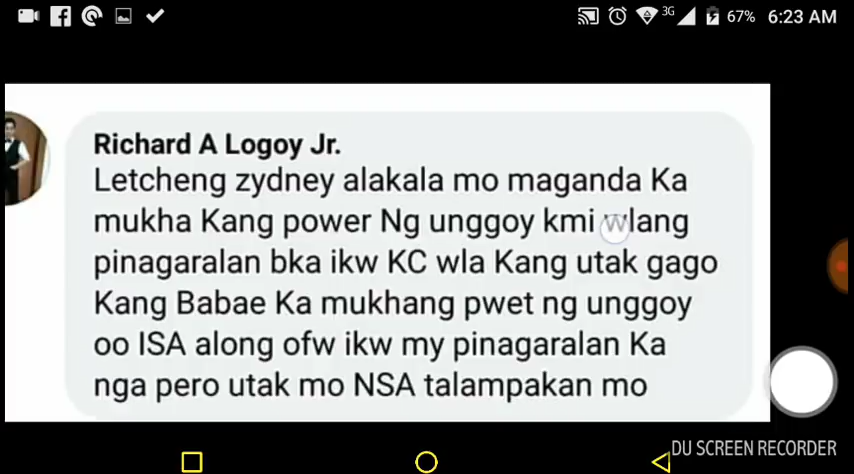 3G 67% 6:23 AM
Richard A Logoy Jr.
Letcheng zydney alakala mo maganda Ka
mukha Kang power Ng unggoy kmi wlang
pinagaralan bka ikw KC wla Kang utak gago
Kang Babae Ka mukhang pwet ng unggoy
oo ISA along ofw ikw my pinagaralan Ka
nga pero utak mo NSA talampakan mo
DU SCREEN RECORDER